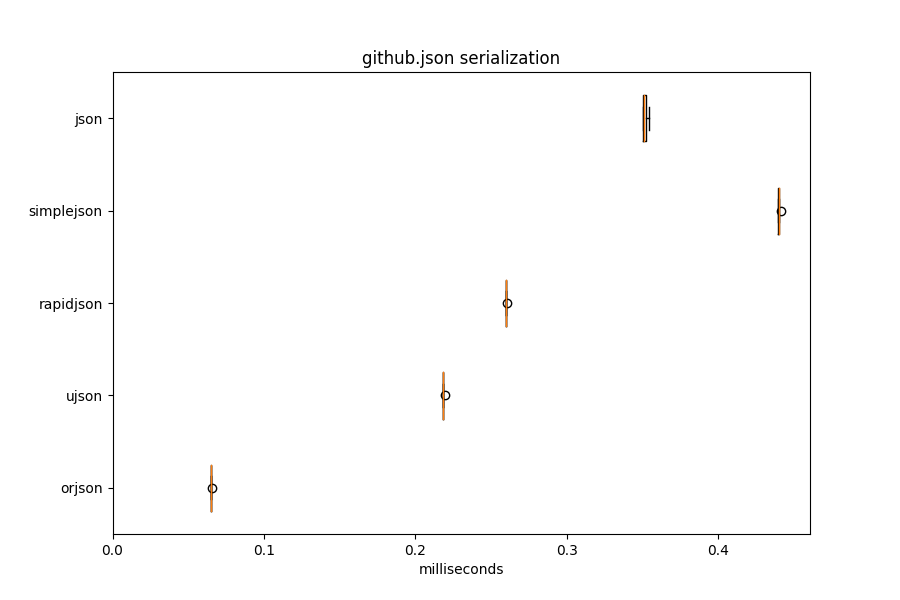 github.json serialization
json
simplejson
rapidjson
ujson
orjson
0.0 0.1 0.2 0.3 0.4
milliseconds